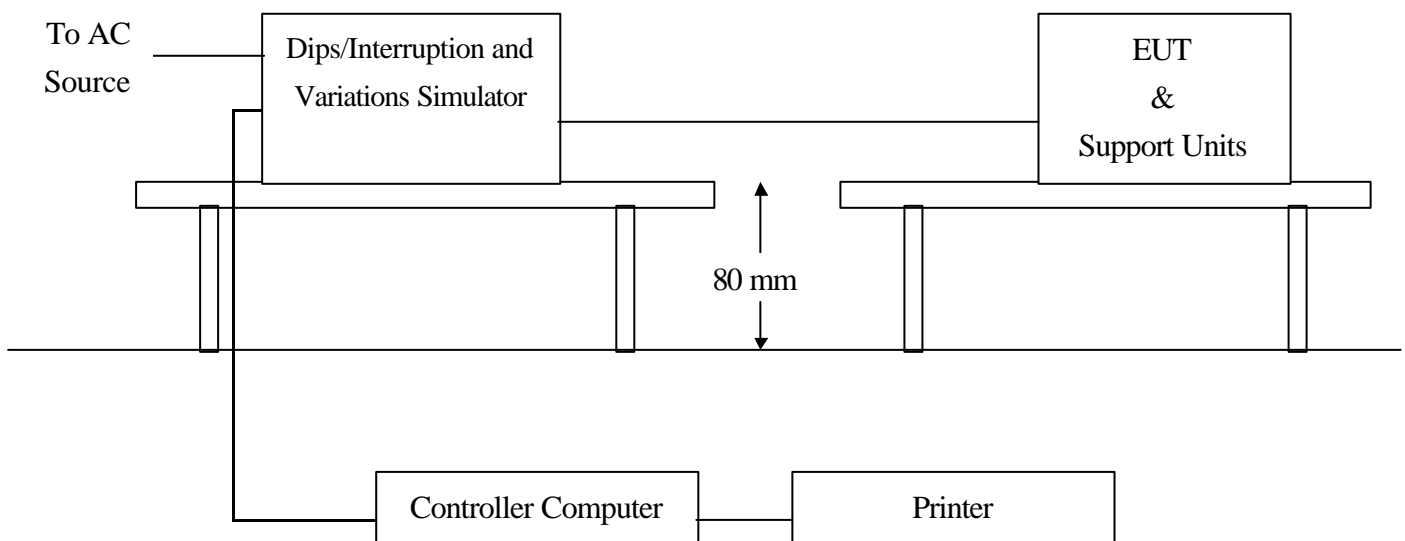 To AC
Source
Dips/Interruption and
Variations Simulator
EUT
&
Support Units
80 mm
Controller Computer
Printer